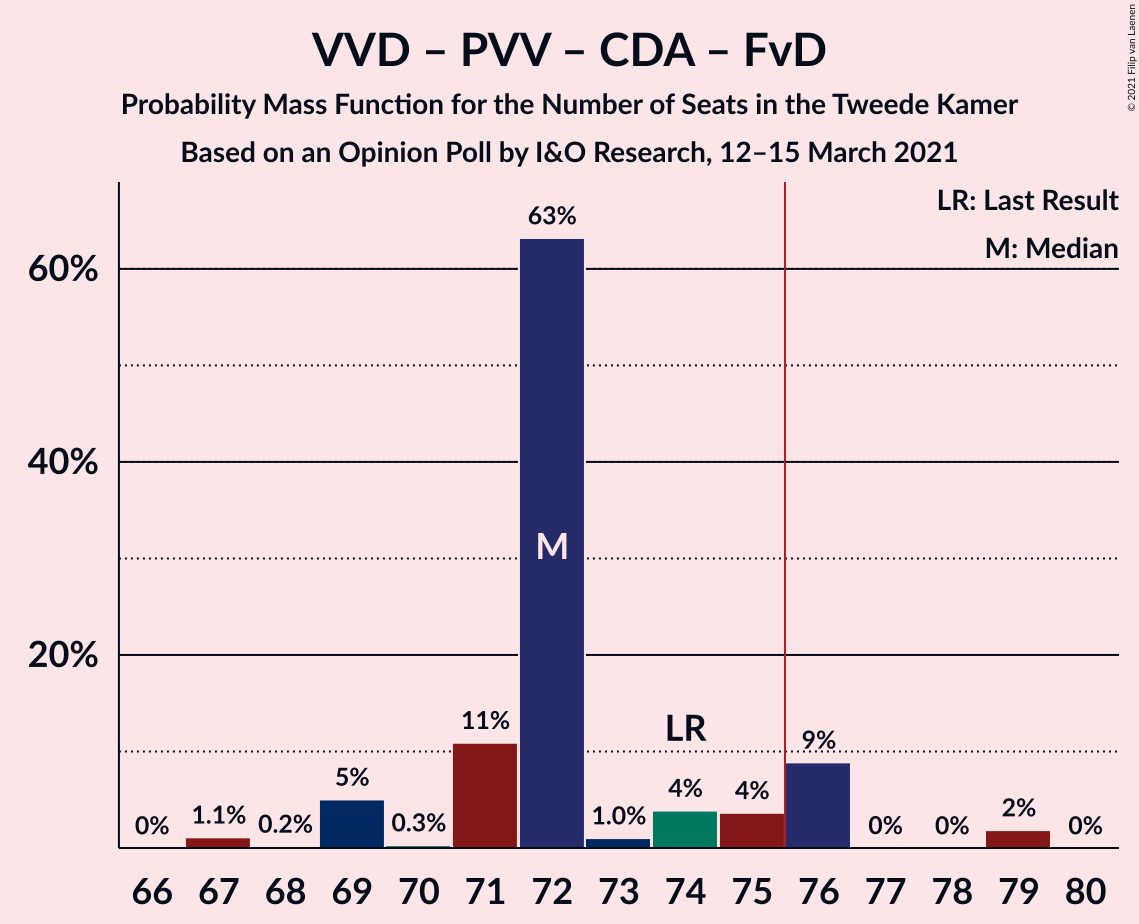 VVD – PVV – CDA – FvD
Probability Mass Function for the Number of Seats in the Tweede Kamer
Based on an Opinion Poll by I&O Research, 12–15 March 2021
© 2021 Filip van Laenen
LR: Last Result
M: Median
60%
40%
20%
0%
1.1%
0.2%
5%
0.3%
11%
63%
M
1.0%
LR
4%
4%
9%
0%
0%
2%
0%
66 67 68 69 70 71 72 73 74 75 76 77 78 79 80